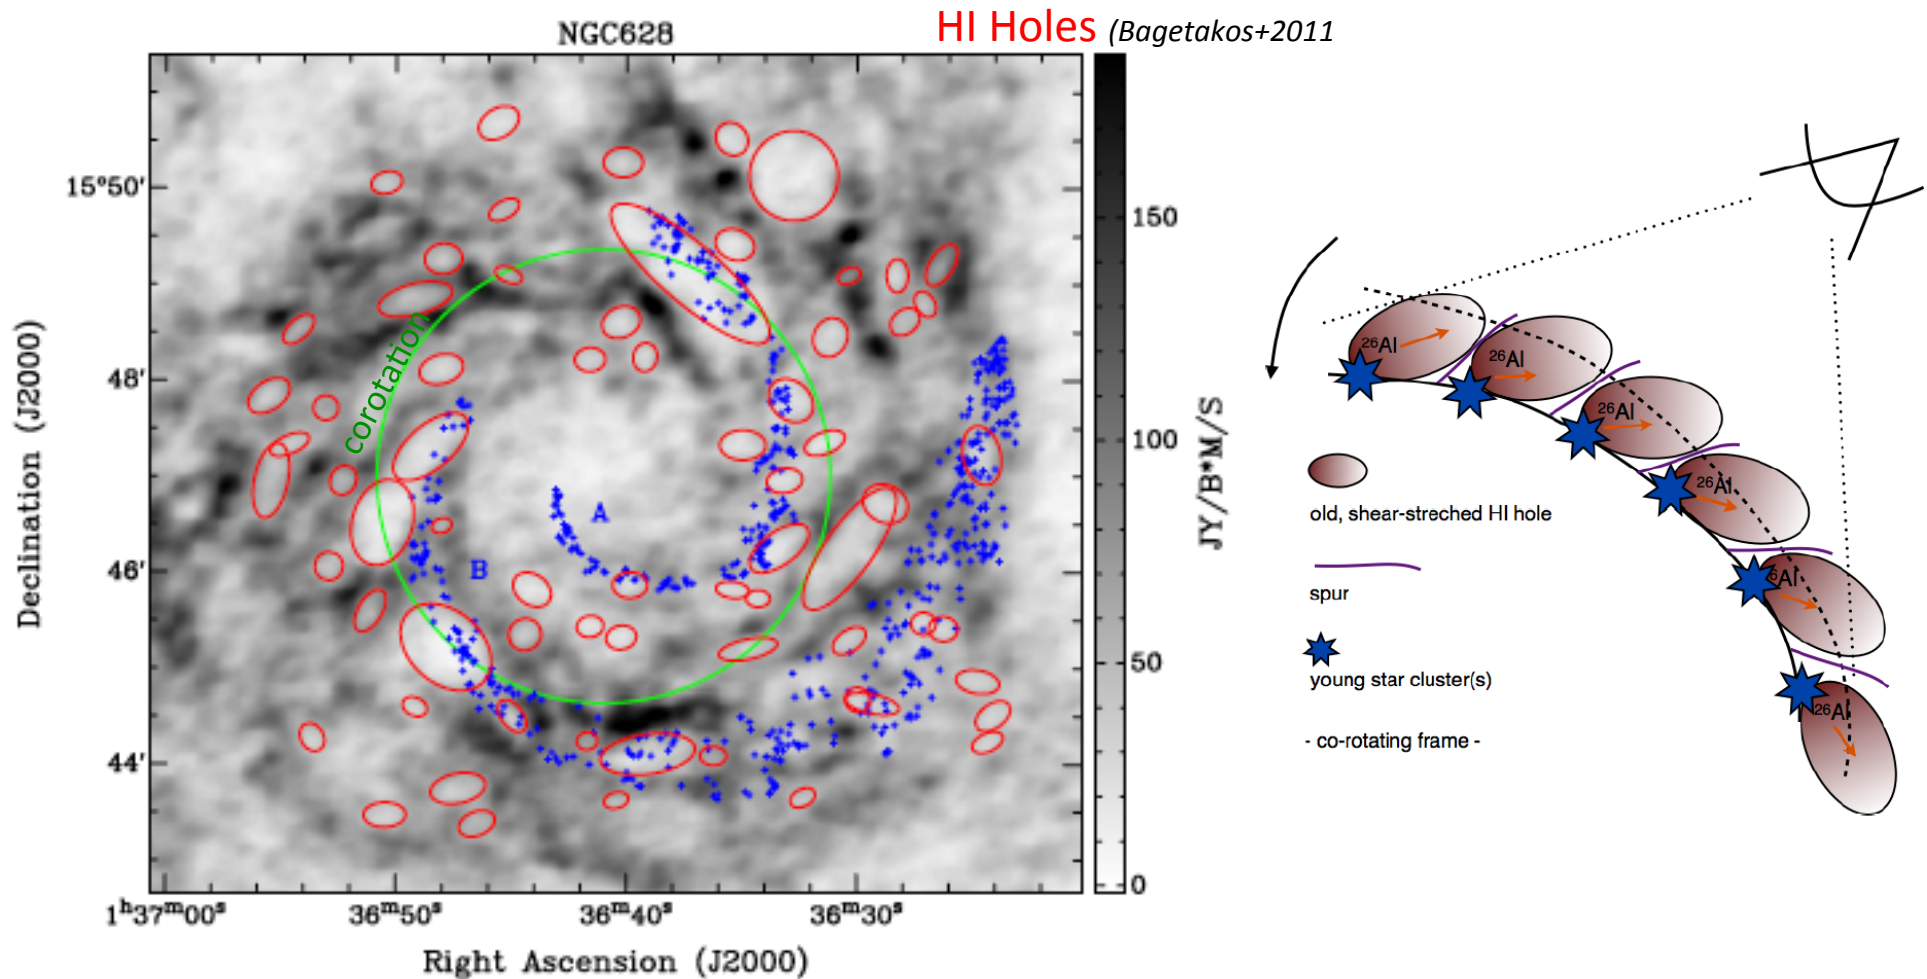 HI Holes (Bagetakos+2011
NGC628
15°50'
48'
46'
44'
Declination (J2000)
corotation
A
B
1ʰ37ᵐ00ˢ
36ᵐ50ˢ
36ᵐ40ˢ
36ᵐ30ˢ
Right Ascension (J2000)
150
100
50
0
JY/B*M/S
²⁶Al
²⁶Al
²⁶Al
²⁶Al
⁶Al
²⁶Al
old, shear-streched HI hole
spur
young star cluster(s)
- co-rotating frame -